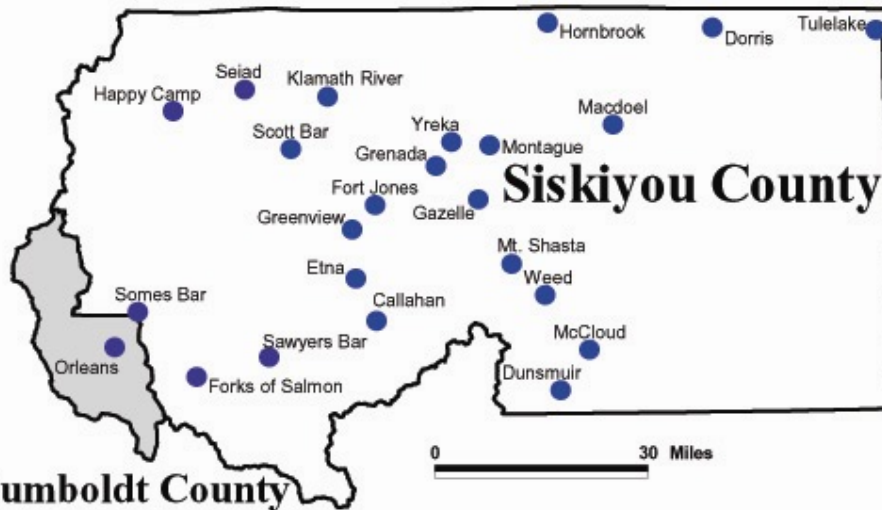 Hornbrook
Dorris
Tulelake
Seiad
Klamath River
Happy Camp
Macdoel
Scott Bar
Yreka
Montague
Grenada
Siskiyou County
Fort Jones
Gazelle
Greenview
Mt. Shasta
Etna
Weed
Somes Bar
Callahan
McCloud
Sawyers Bar
Orleans
Dunsmuir
Forks of Salmon
0 30 Miles
umboldt County